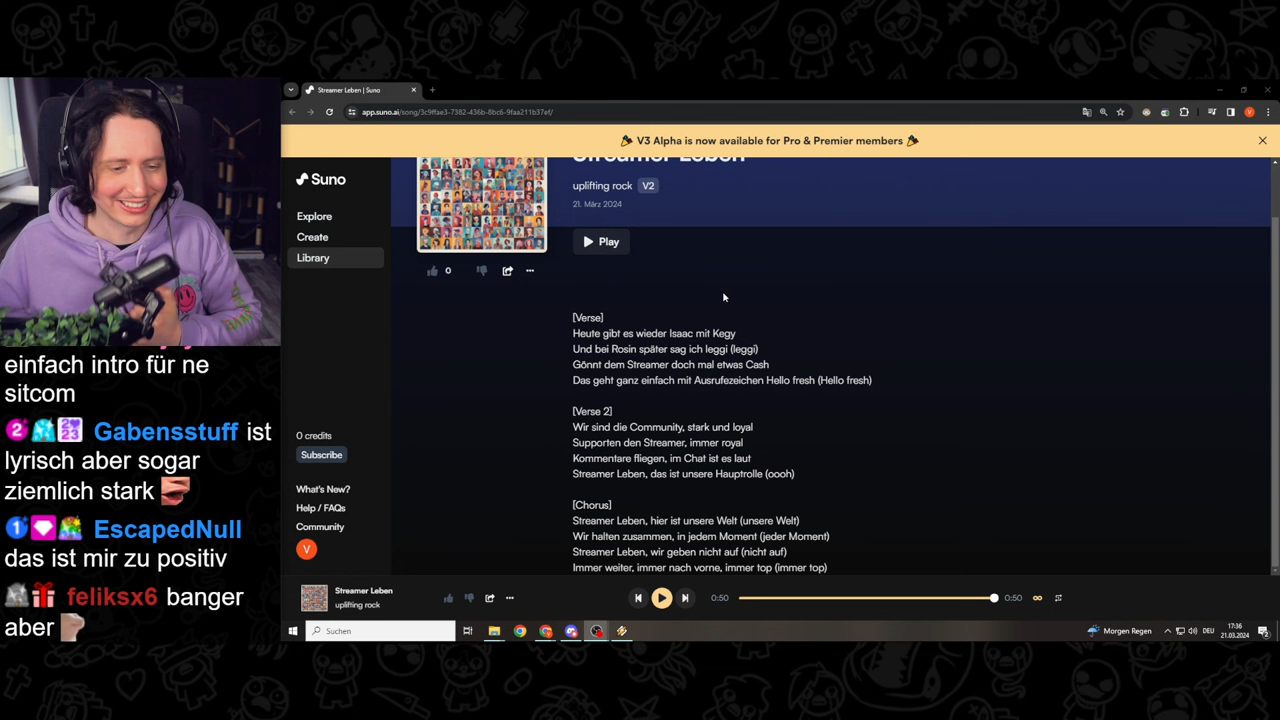 Streamer Leben | Suno
app.suno.ai/song/3c9ffae3-7382-436b-8bc6-9faa211b37ef/
V3 Alpha is now available for Pro & Premier members
Suno
Explore
Create
Library
0 credits
Subscribe
What's New?
Help / FAQs
Community
V
Streamer Leben
uplifting rock V2
21. März 2024
Play
0
[Verse]
Heute gibt es wieder Isaac mit Kegy
Und bei Rosin später sag ich leggi (leggi)
Gönnt dem Streamer doch mal etwas Cash
Das geht ganz einfach mit Ausrufezeichen Hello fresh (Hello fresh)
[Verse 2]
Wir sind die Community, stark und loyal
Supporten den Streamer, immer royal
Kommentare fliegen, im Chat ist es laut
Streamer Leben, das ist unsere Hauptrolle (oooh)
[Chorus]
Streamer Leben, hier ist unsere Welt (unsere Welt)
Wir halten zusammen, in jedem Moment (jeder Moment)
Streamer Leben, wir geben nicht auf (nicht auf)
Immer weiter, immer nach vorne, immer top (immer top)
Streamer Leben
uplifting rock
0:50
0:50
Suchen
Morgen Regen
DEU
17:36
21.03.2024
einfach intro für ne
sitcom
Gabensstuff ist
lyrisch aber sogar
ziemlich stark
EscapedNull
das ist mir zu positiv
feliksx6 banger
aber